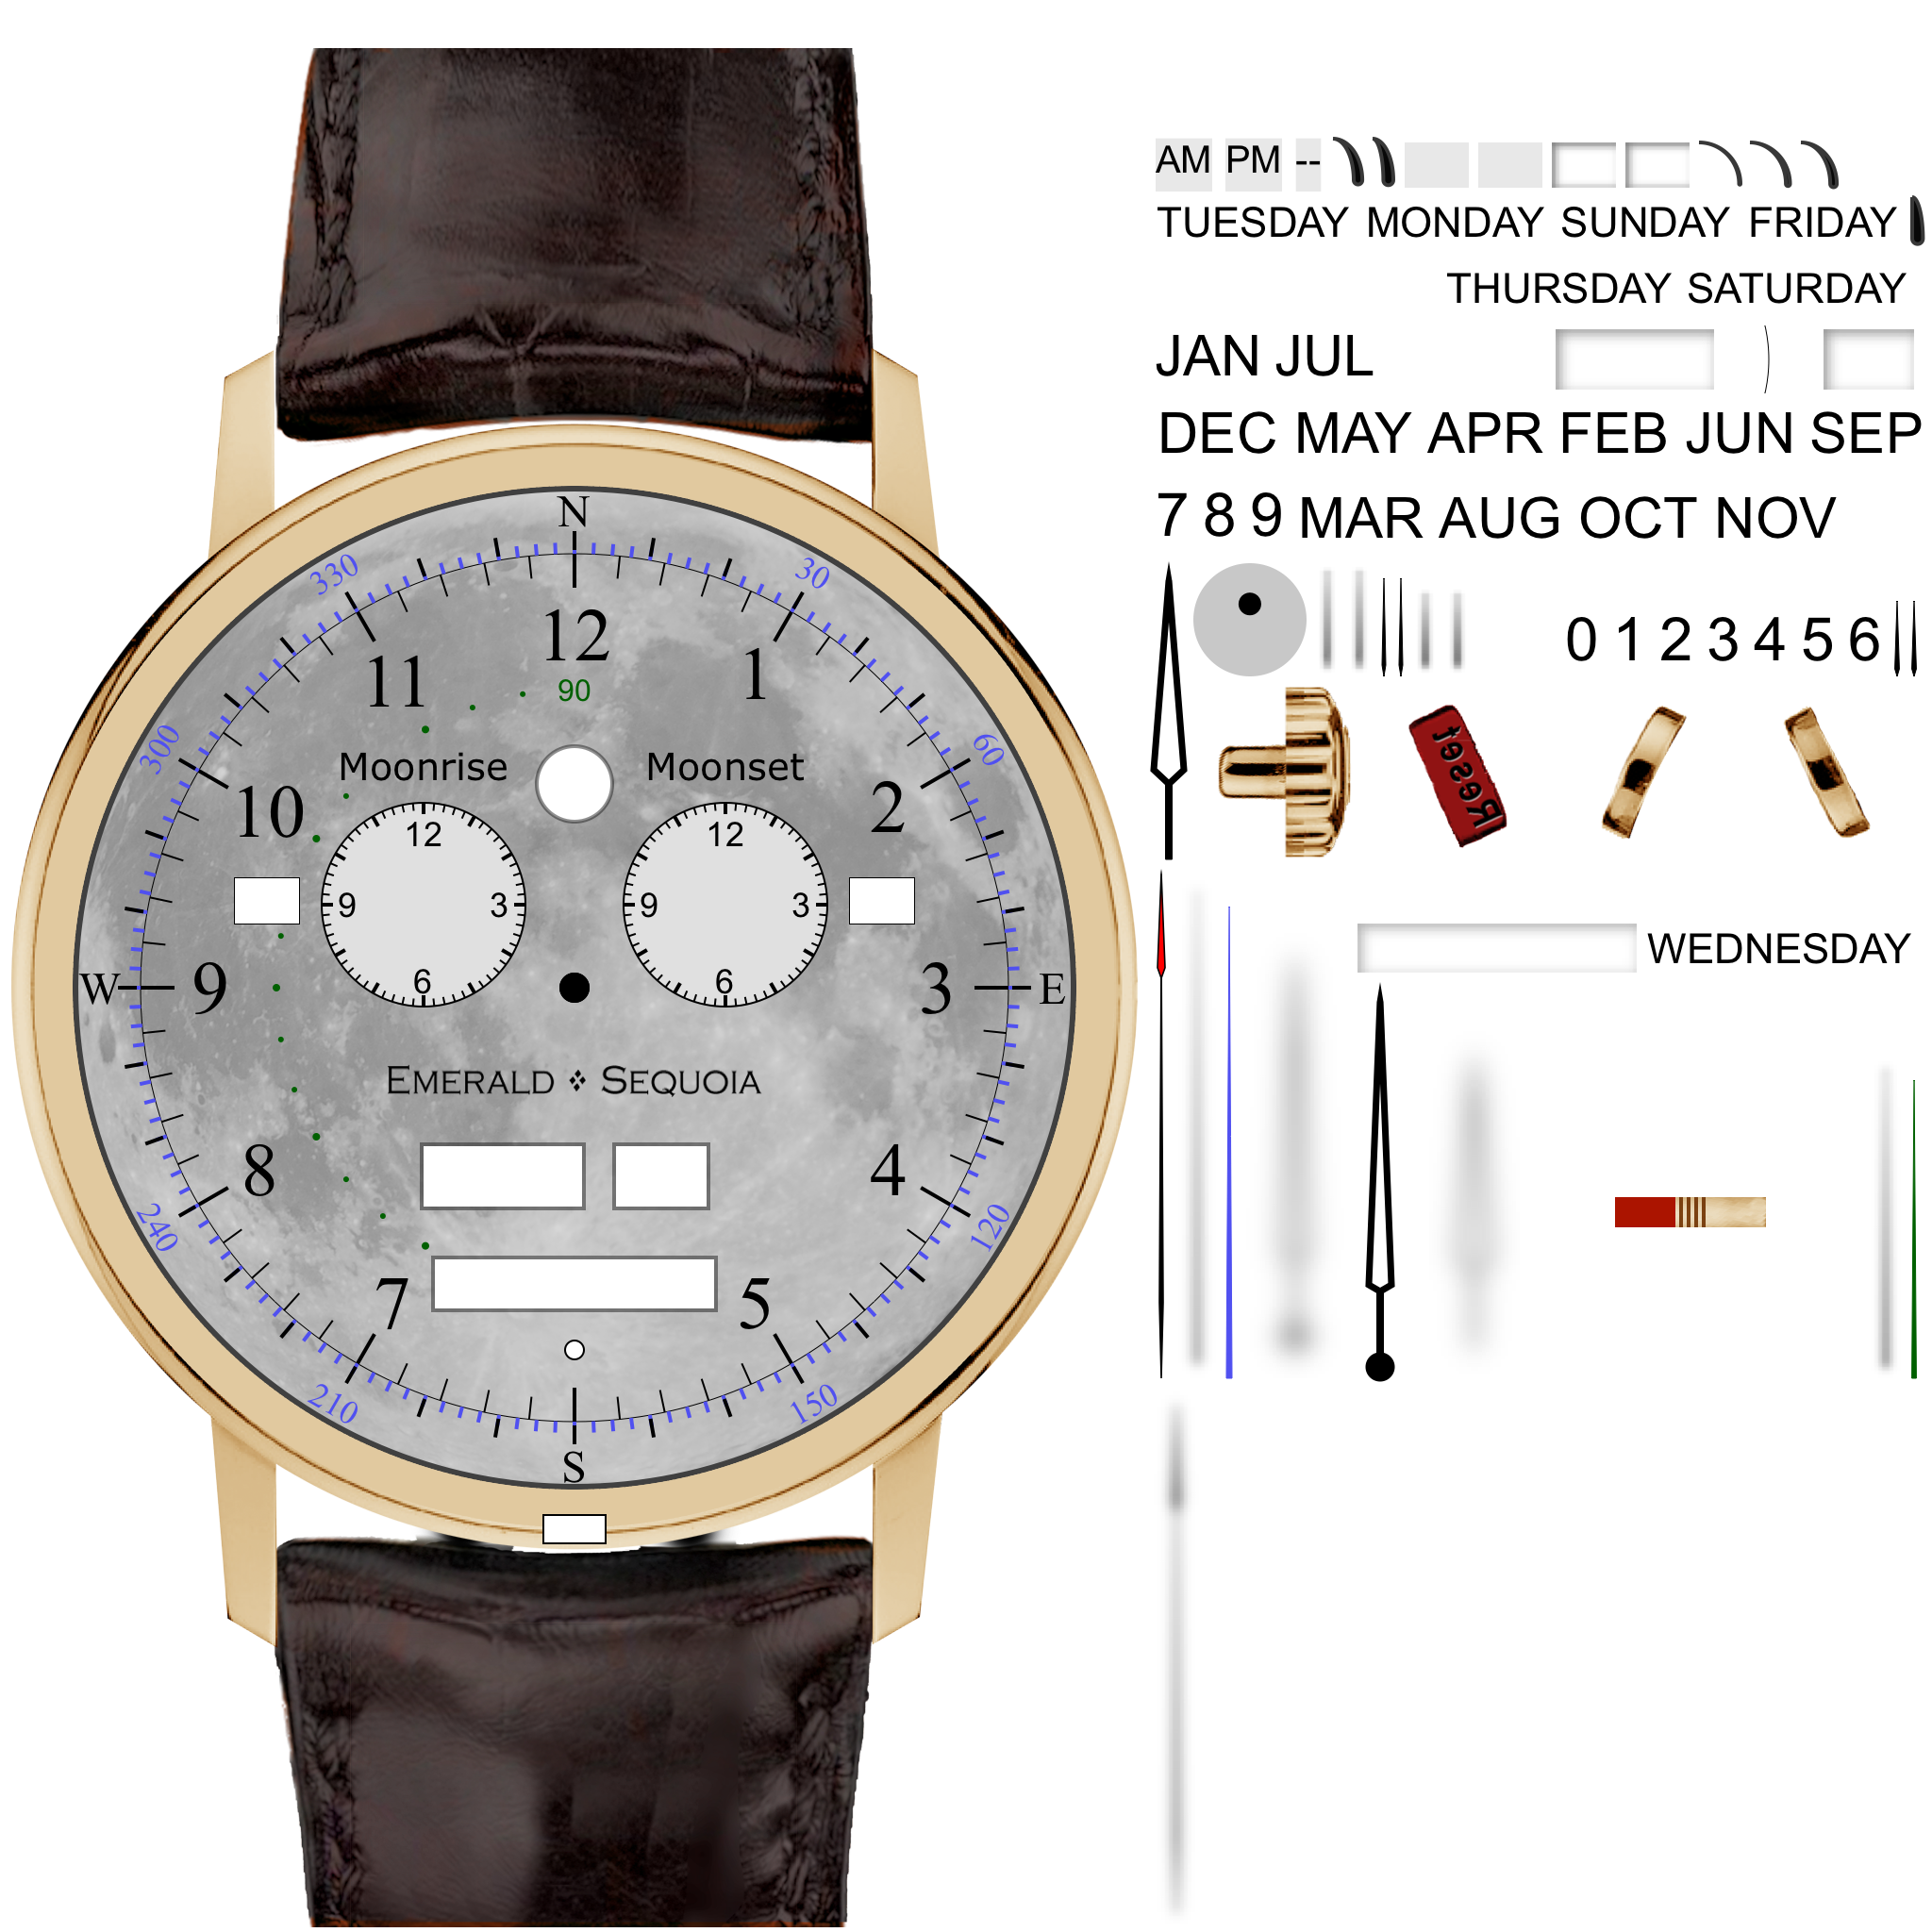 AM PM --
TUESDAY MONDAY SUNDAY FRIDAY
THURSDAY SATURDAY
JAN JUL
DEC MAY APR FEB JUN SEP
7 8 9 MAR AUG OCT NOV
0 1 2 3 4 5 6
Reset
WEDNESDAY
N
330
30
12
11
90
1
300
60
Moonrise
Moonset
10
2
12
9
3
6
12
9
3
6
W
9
3
E
EMERALD SEQUOIA
8
4
240
120
7
5
210
150
S